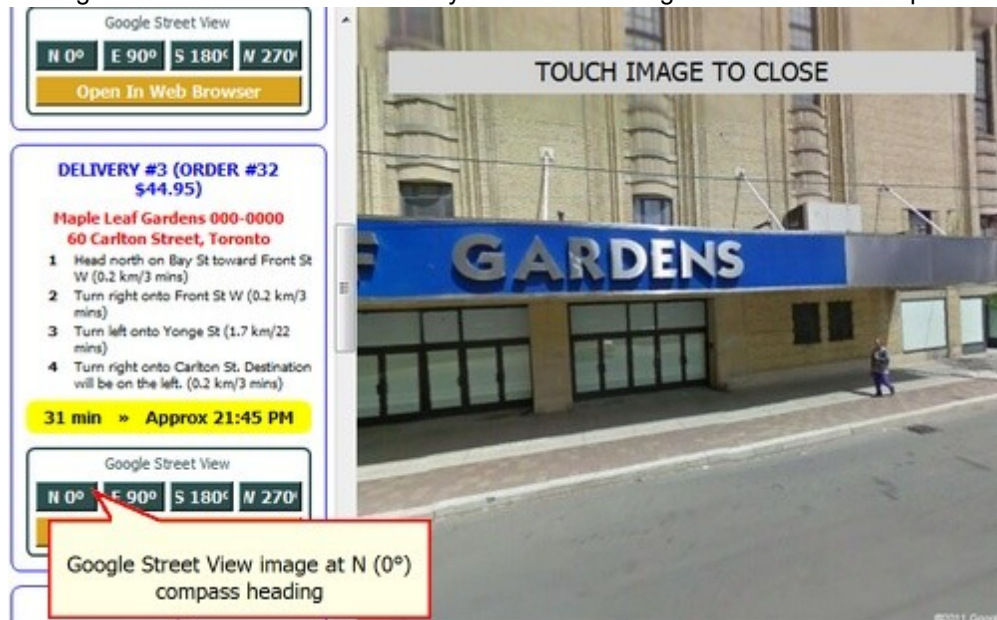 Google Street View
N 0º E 90º S 180º W 270º
Open In Web Browser
TOUCH IMAGE TO CLOSE
DELIVERY #3 (ORDER #32
$44.95)
Maple Leaf Gardens 000-0000
60 Carlton Street, Toronto
1 Head north on Bay St toward Front St
W (0.2 km/3 mins)
2 Turn right onto Front St W (0.2 km/3
mins)
3 Turn left onto Yonge St (1.7 km/22
mins)
4 Turn right onto Carlton St. Destination
will be on the left. (0.2 km/3 mins)
31 min » Approx 21:45 PM
Google Street View
N 0º E 90º S 180º W 270º
Google Street View image at N (0°)
compass heading
F GARDENS
©2011 Google